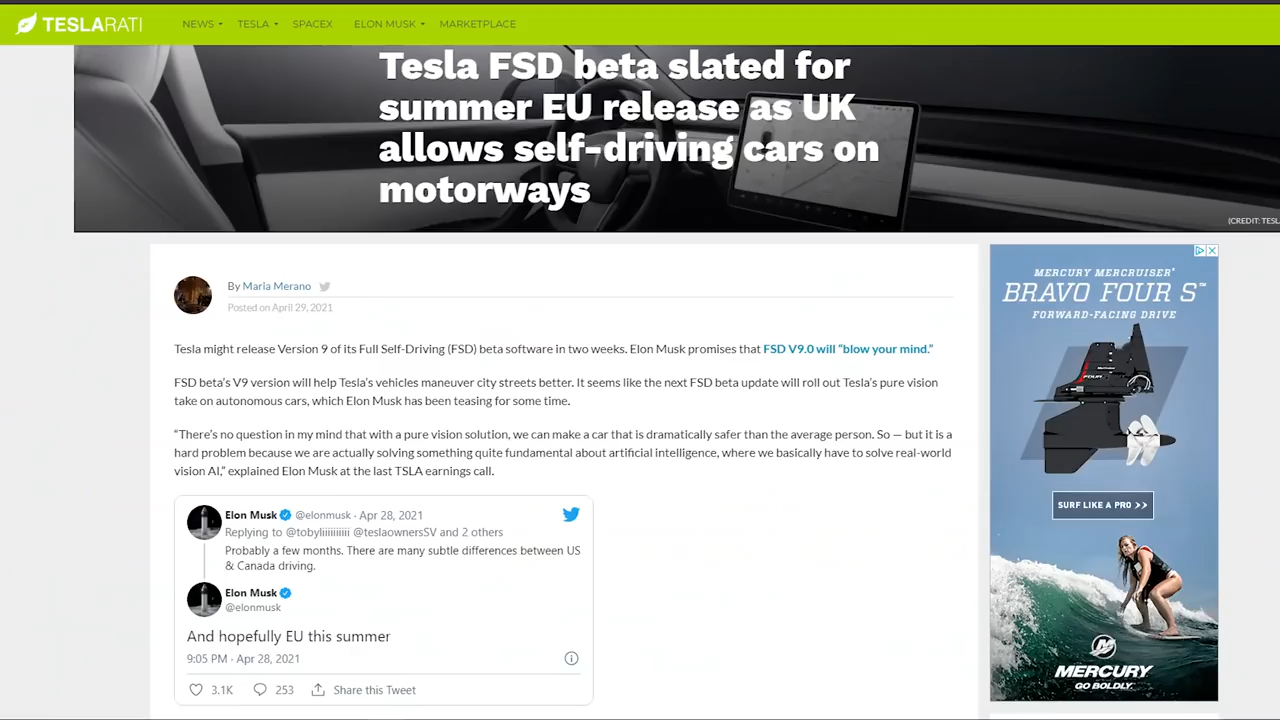 TESLARATI
NEWS TESLA SPACEX ELON MUSK MARKETPLACE
Tesla FSD beta slated for
summer EU release as UK
allows self-driving cars on
motorways
(CREDIT: TESL
By Maria Merano
Posted on April 29, 2021
Tesla might release Version 9 of its Full Self-Driving (FSD) beta software in two weeks. Elon Musk promises that FSD V9.0 will “blow your mind.”
FSD beta’s V9 version will help Tesla’s vehicles maneuver city streets better. It seems like the next FSD beta update will roll out Tesla’s pure vision
take on autonomous cars, which Elon Musk has been teasing for some time.
“There’s no question in my mind that with a pure vision solution, we can make a car that is dramatically safer than the average person. So — but it is a
hard problem because we are actually solving something quite fundamental about artificial intelligence, where we basically have to solve real-world
vision AI,” explained Elon Musk at the last TSLA earnings call.
Elon Musk @elonmusk · Apr 28, 2021
Replying to @tobyliiiiiiiiii @teslaownersSV and 2 others
Probably a few months. There are many subtle differences between US
& Canada driving.
Elon Musk
@elonmusk
And hopefully EU this summer
9:05 PM · Apr 28, 2021
3.1K 253 Share this Tweet
MERCURY MERCRUISER®
BRAVO FOUR S™
FORWARD-FACING DRIVE
SURF LIKE A PRO >>
MERCURY
GO BOLDLY.